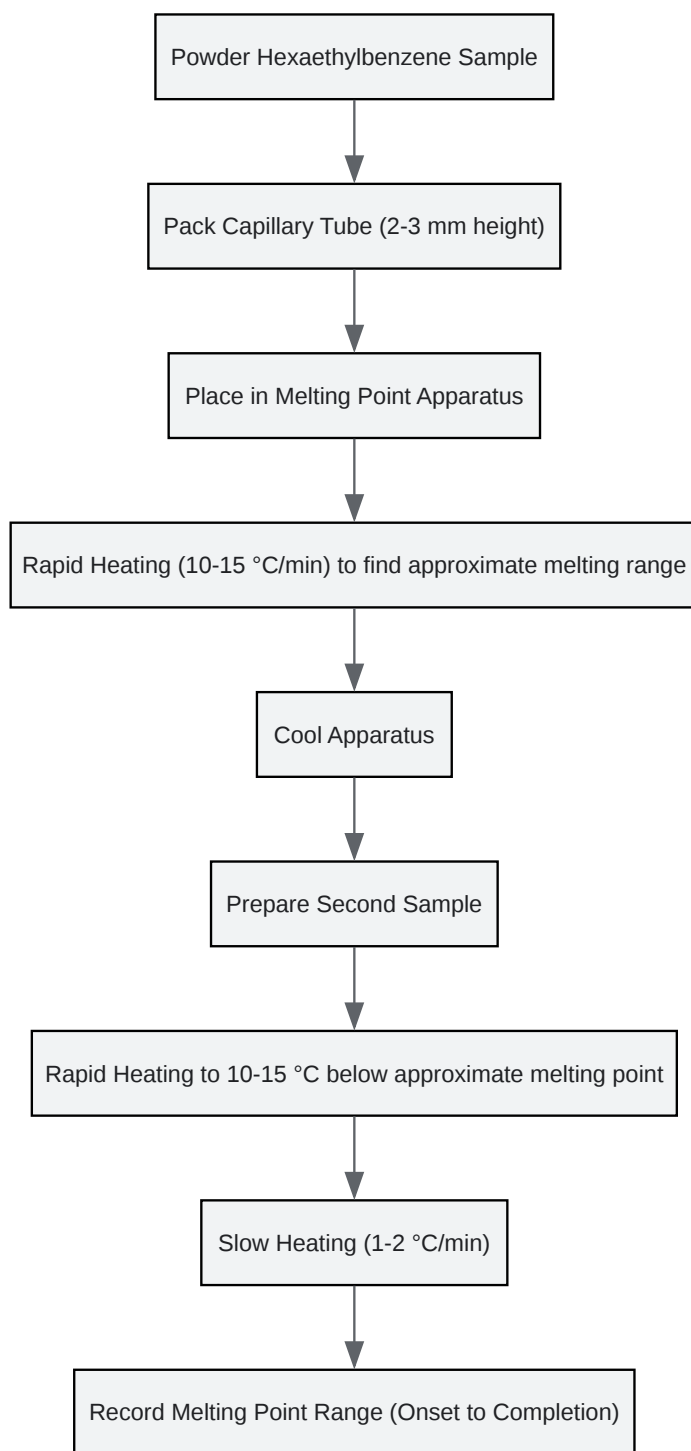 Powder Hexaethylbenzene Sample
Pack Capillary Tube (2-3 mm height)
Place in Melting Point Apparatus
Rapid Heating (10-15 °C/min) to find approximate melting range
Cool Apparatus
Prepare Second Sample
Rapid Heating to 10-15 °C below approximate melting point
Slow Heating (1-2 °C/min)
Record Melting Point Range (Onset to Completion)